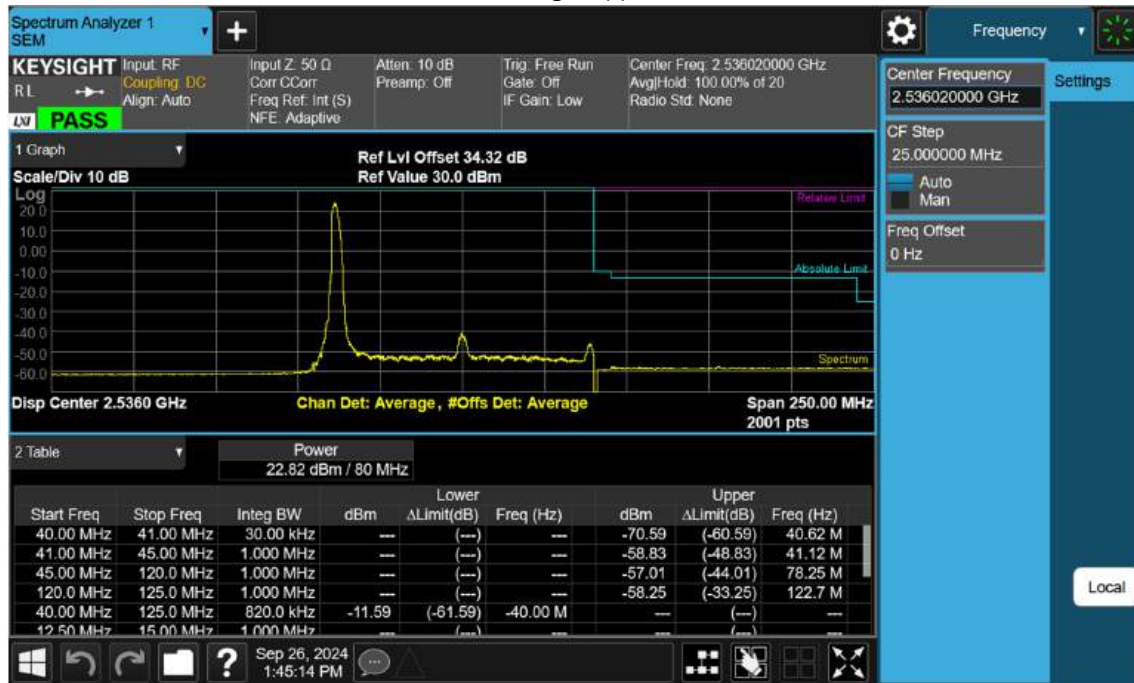 Spectrum Analyzer 1
SEM
+
Frequency
KEYSIGHT
RL
LXI
PASS
Input: RF
Coupling: DC
Align: Auto
Input Z: 50 Ω
Corr CCorr
Freq Ref: Int (S)
NFE: Adaptive
Atten: 10 dB
Preamp: Off
Trig: Free Run
Gate: Off
IF Gain: Low
Center Freq: 2.536020000 GHz
Avg|Hold: 100.00% of 20
Radio Std: None
Center Frequency
2.536020000 GHz
Settings
CF Step
25.000000 MHz
Auto
Man
Freq Offset
0 Hz
1 Graph
Scale/Div 10 dB
Ref Lvl Offset 34.32 dB
Ref Value 30.0 dBm
Log
20.0
10.0
0.00
-10.0
-20.0
-30.0
-40.0
-50.0
-60.0
Relative Limit
Absolute Limit
Spectrum
Disp Center 2.5360 GHz
Chan Det: Average, #Offs Det: Average
Span 250.00 MHz
2001 pts
2 Table
Power
22.82 dBm / 80 MHz
Lower Upper
Start Freq Stop Freq Integ BW dBm ΔLimit(dB) Freq (Hz) dBm ΔLimit(dB) Freq (Hz)
40.00 MHz 41.00 MHz 30.00 kHz --- (---) --- -70.59 (-60.59) 40.62 M
41.00 MHz 45.00 MHz 1.000 MHz --- (---) --- -58.83 (-48.83) 41.12 M
45.00 MHz 120.0 MHz 1.000 MHz --- (---) --- -57.01 (-44.01) 78.25 M
120.0 MHz 125.0 MHz 1.000 MHz --- (---) --- -58.25 (-33.25) 122.7 M
40.00 MHz 125.0 MHz 820.0 kHz -11.59 (-61.59) -40.00 M --- (---) ---
12.50 MHz 15.00 MHz 1.000 MHz --- (---) --- --- (---) ---
Local
?
Sep 26, 2024
1:45:14 PM